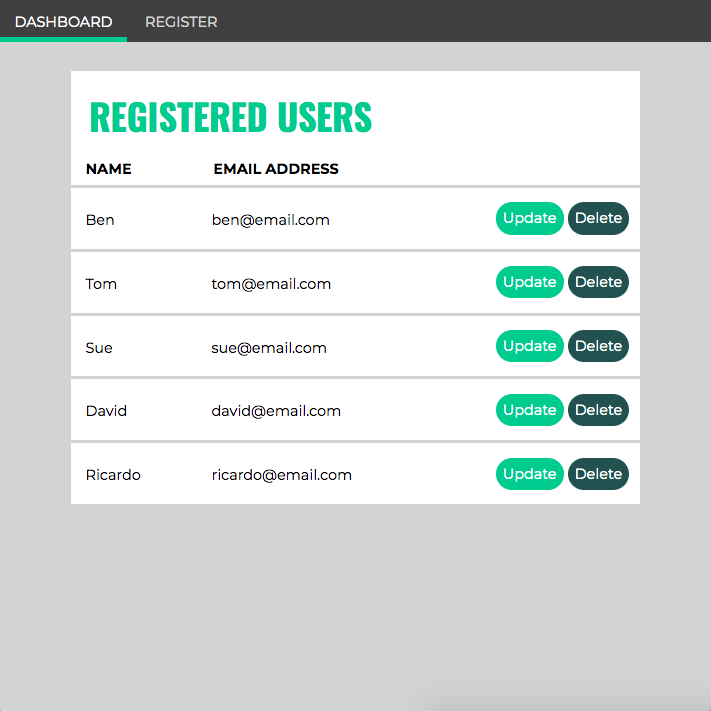 DASHBOARD REGISTER
REGISTERED USERS
NAME EMAIL ADDRESS
Ben ben@email.com Update Delete
Tom tom@email.com Update Delete
Sue sue@email.com Update Delete
David david@email.com Update Delete
Ricardo ricardo@email.com Update Delete